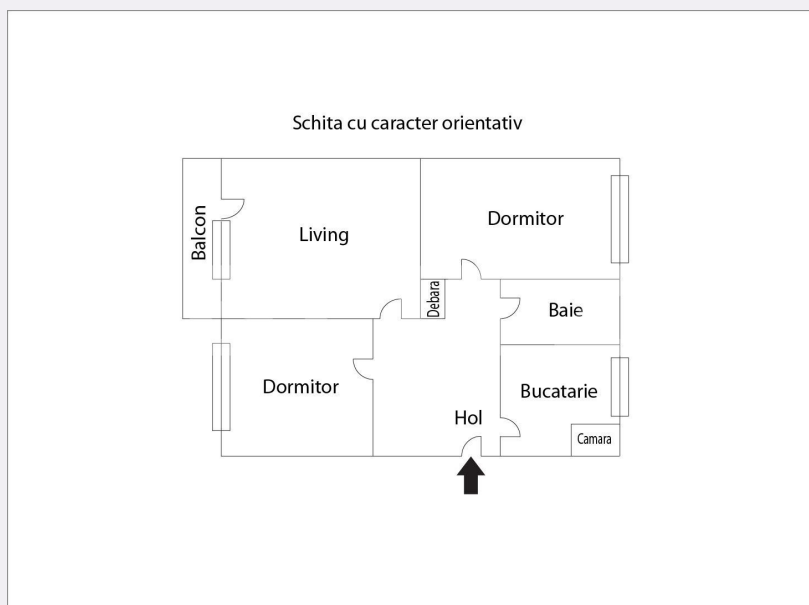 Schita cu caracter orientativ
Balcon
Living
Dormitor
Debara
Baie
Dormitor
Bucatarie
Hol
Camara